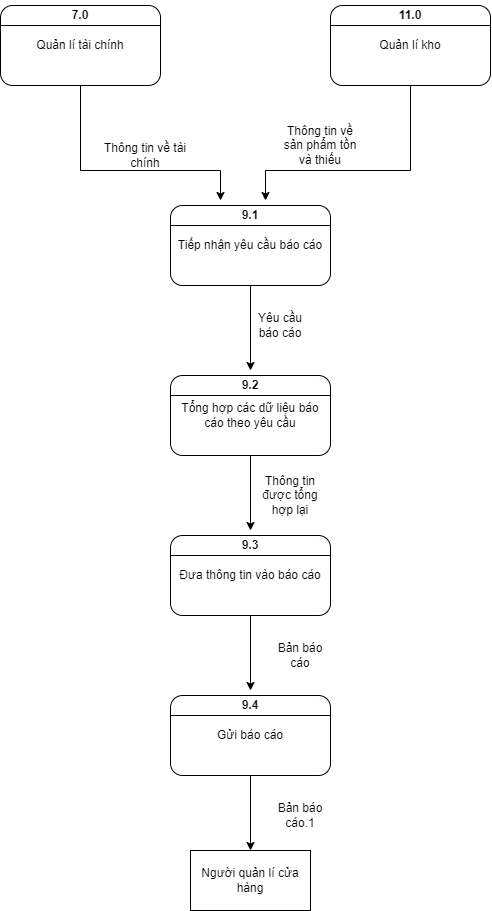 7.0
Quản lí tài chính
11.0
Quản lí kho
Thông tin về tài
chính
Thông tin về
sản phẩm tồn
và thiếu
9.1
Tiếp nhận yêu cầu báo cáo
Yêu cầu
báo cáo
9.2
Tổng hợp các dữ liệu báo
cáo theo yêu cầu
Thông tin
được tổng
hợp lại
9.3
Đưa thông tin vào báo cáo
Bản báo
cáo
9.4
Gửi báo cáo
Bản báo
cáo.1
Người quản lí cửa
hàng